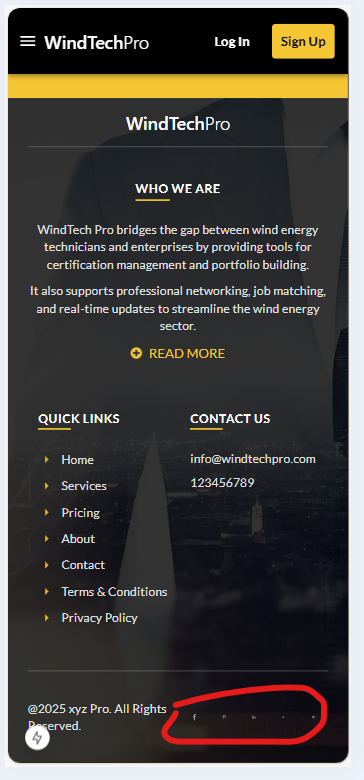 WindTechPro
Log In
Sign Up
WindTechPro
WHO WE ARE
WindTech Pro bridges the gap between wind energy
technicians and enterprises by providing tools for
certification management and portfolio building.
It also supports professional networking, job matching,
and real-time updates to streamline the wind energy
sector.
READ MORE
QUICK LINKS
Home
Services
Pricing
About
Contact
Terms & Conditions
Privacy Policy
CONTACT US
info@windtechpro.com
123456789
@2025 xyz Pro. All Rights
Reserved.